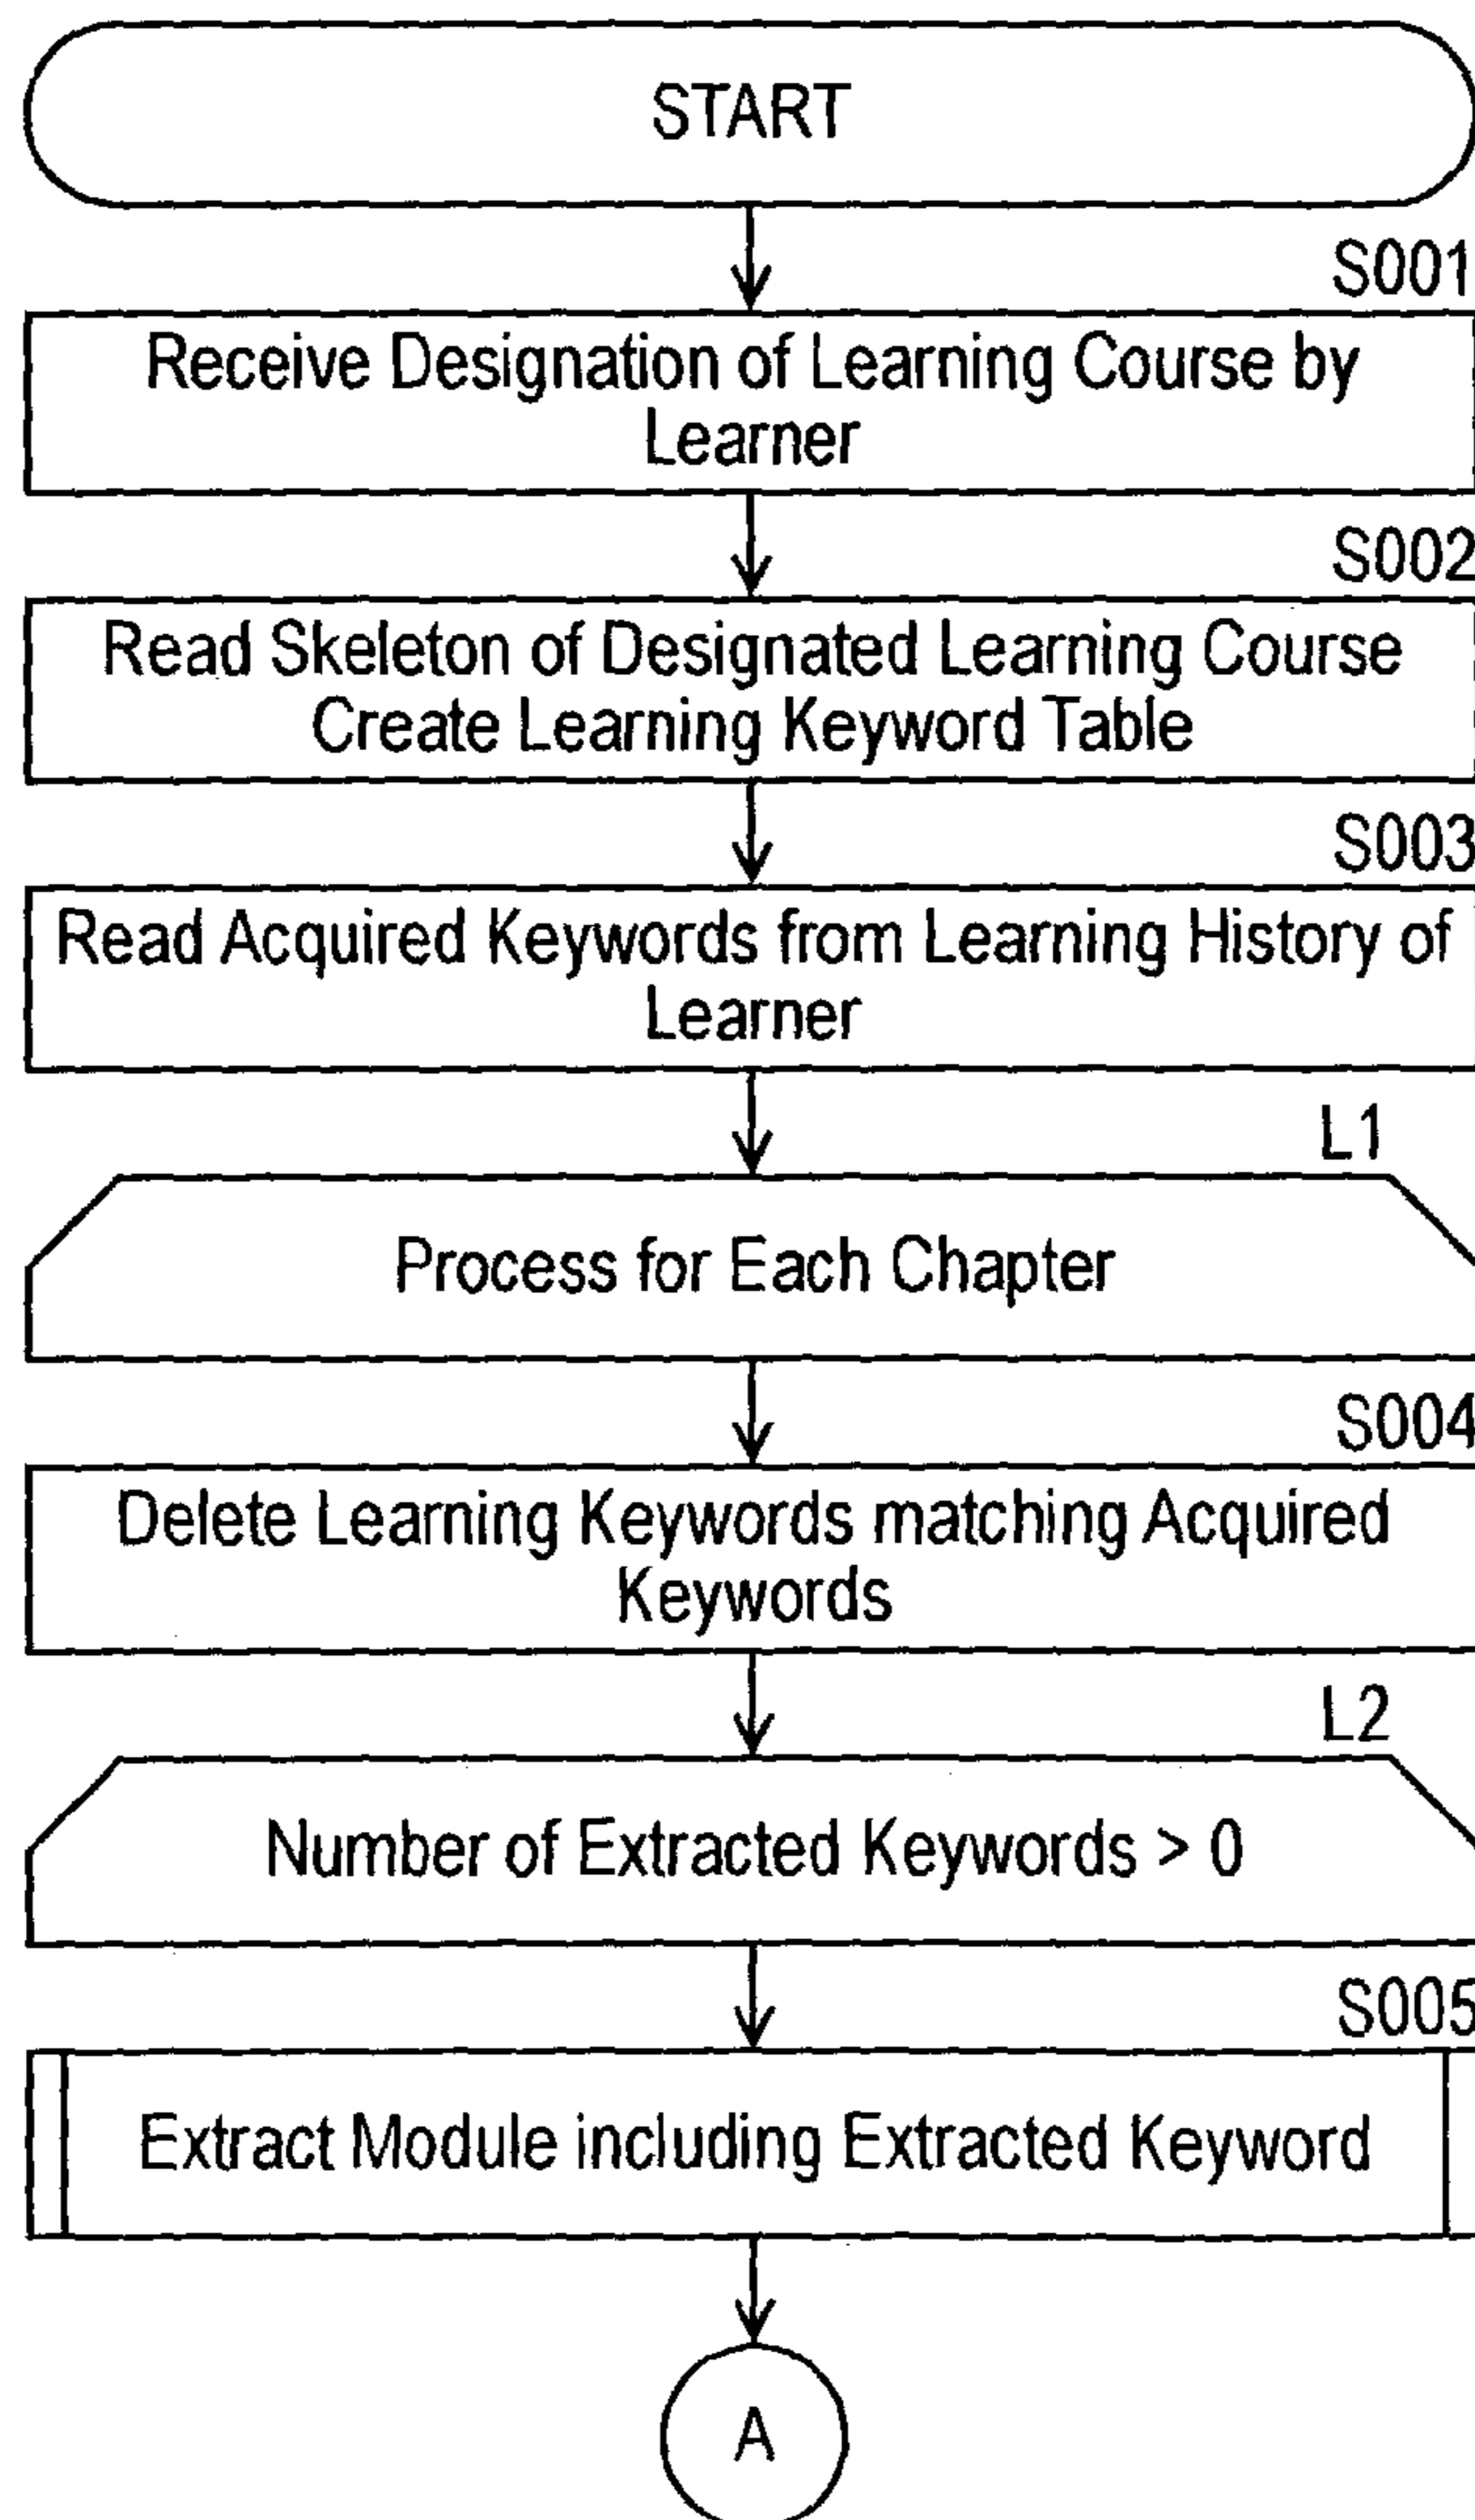 START
S001
Receive Designation of Learning Course by
Learner
S002
Read Skeleton of Designated Learning Course
Create Learning Keyword Table
S003
Read Acquired Keywords from Learning History of
Learner
L1
Process for Each Chapter
S004
Delete Learning Keywords matching Acquired
Keywords
L2
Number of Extracted Keywords > 0
S005
Extract Module including Extracted Keyword
A